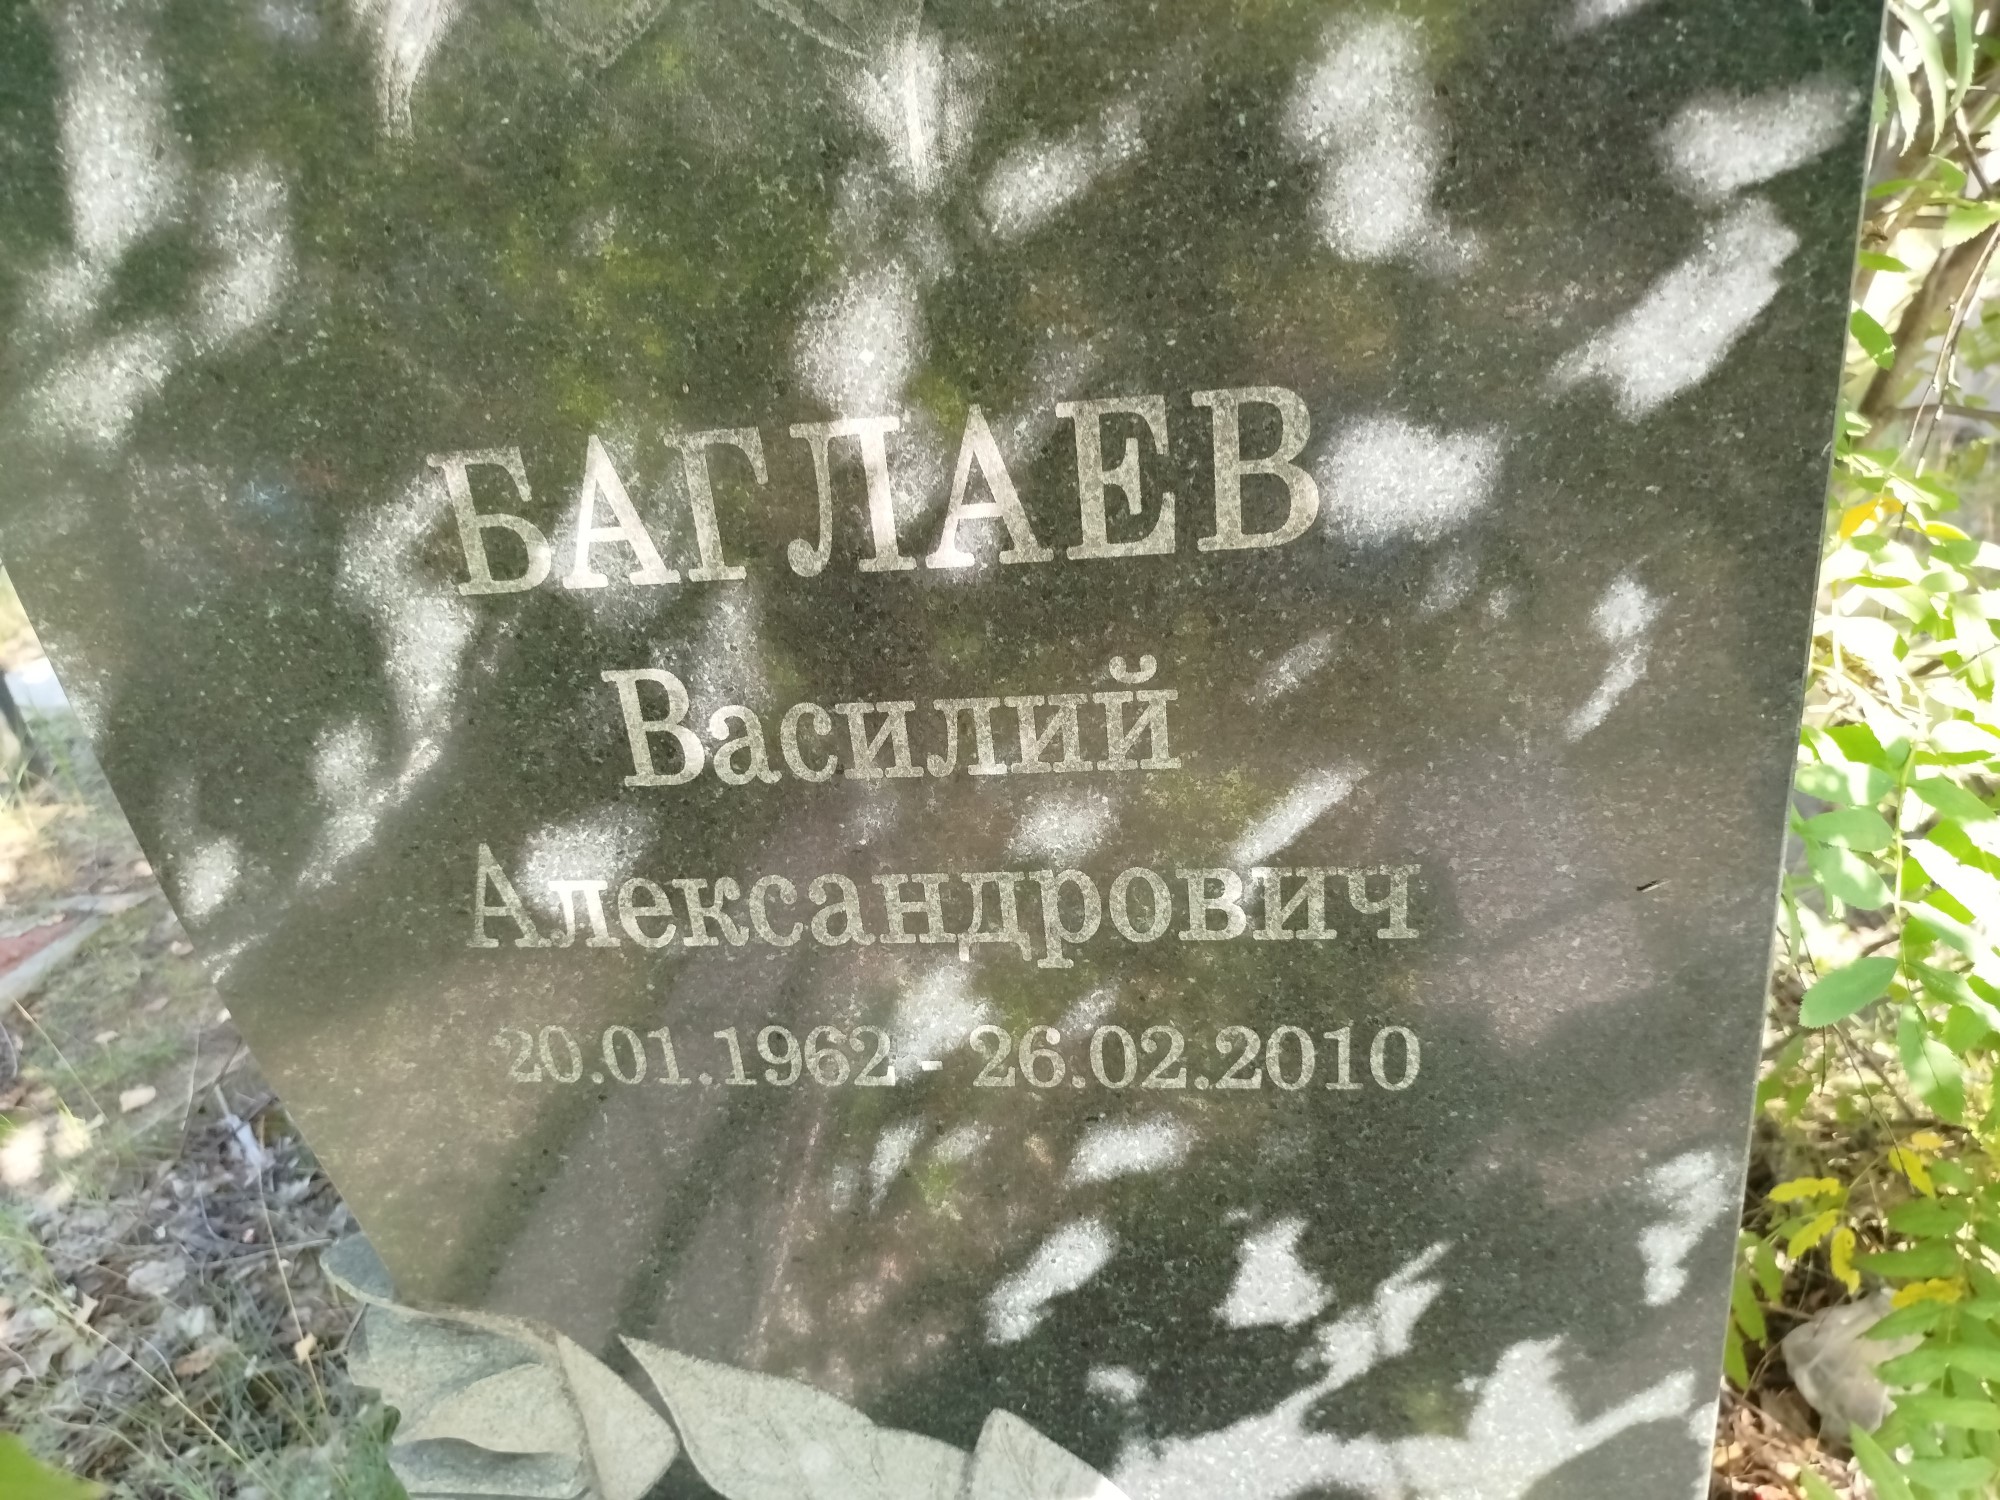 БАГЛАЕВ
Василий
Александрович
20.01.1962 - 26.02.2010